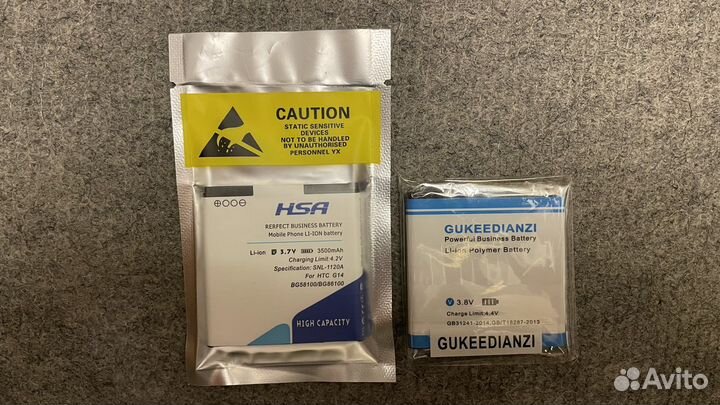 CAUTION
STATIC SENSITIVE
DEVICES
NOT TO BE HANDLED
BY UNAUTHORISED
PERSONNEL YX
HSA
RERFECT BUSINESS BATTERY
Mobile Phone LI-ION battery
Li-ion 3.7V 3500mAh
Charging Limit:4.2V
Specification: SNL-1120A
For HTC G14
BG58100/BG86100
HIGH CAPACITY
GUKEEDIANZI
Powerful Business Battery
Li-ion Polymer Battery
V 3.8V
Charge Limit:4.4V
GB31241-2014,GB/T18287-2013
GUKEEDIANZI
Avito